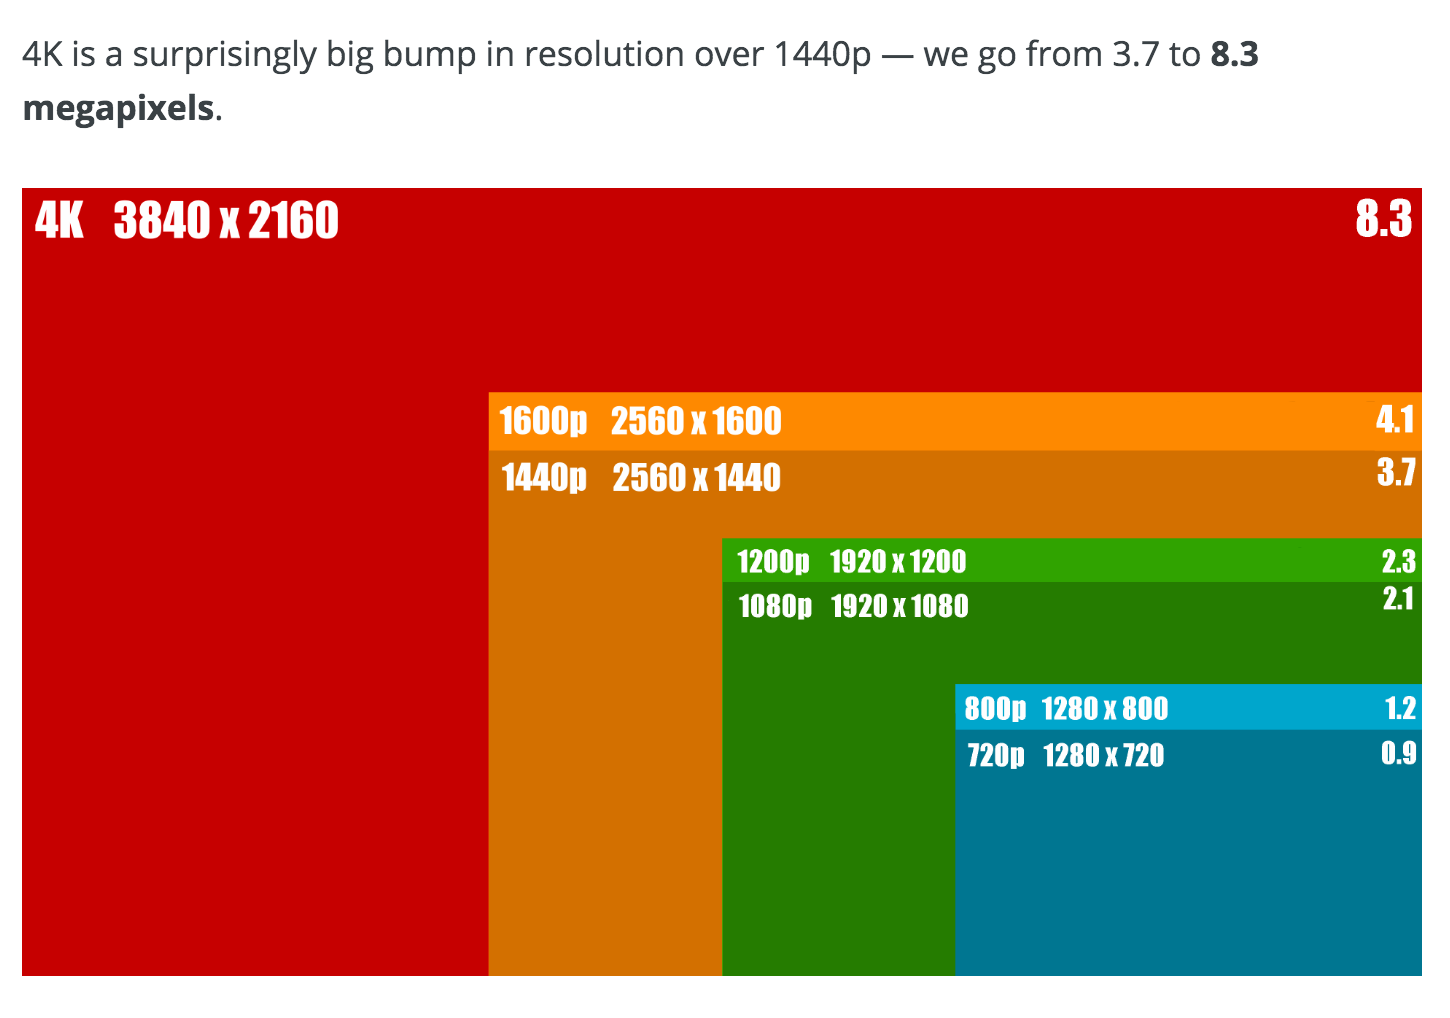 4K is a surprisingly big bump in resolution over 1440p — we go from 3.7 to 8.3
megapixels.
4K 3840 x 2160 8.3
1600p 2560 x 1600 4.1
1440p 2560 x 1440 3.7
1200p 1920 x 1200 2.3
1080p 1920 x 1080 2.1
800p 1280 x 800 1.2
720p 1280 x 720 0.9